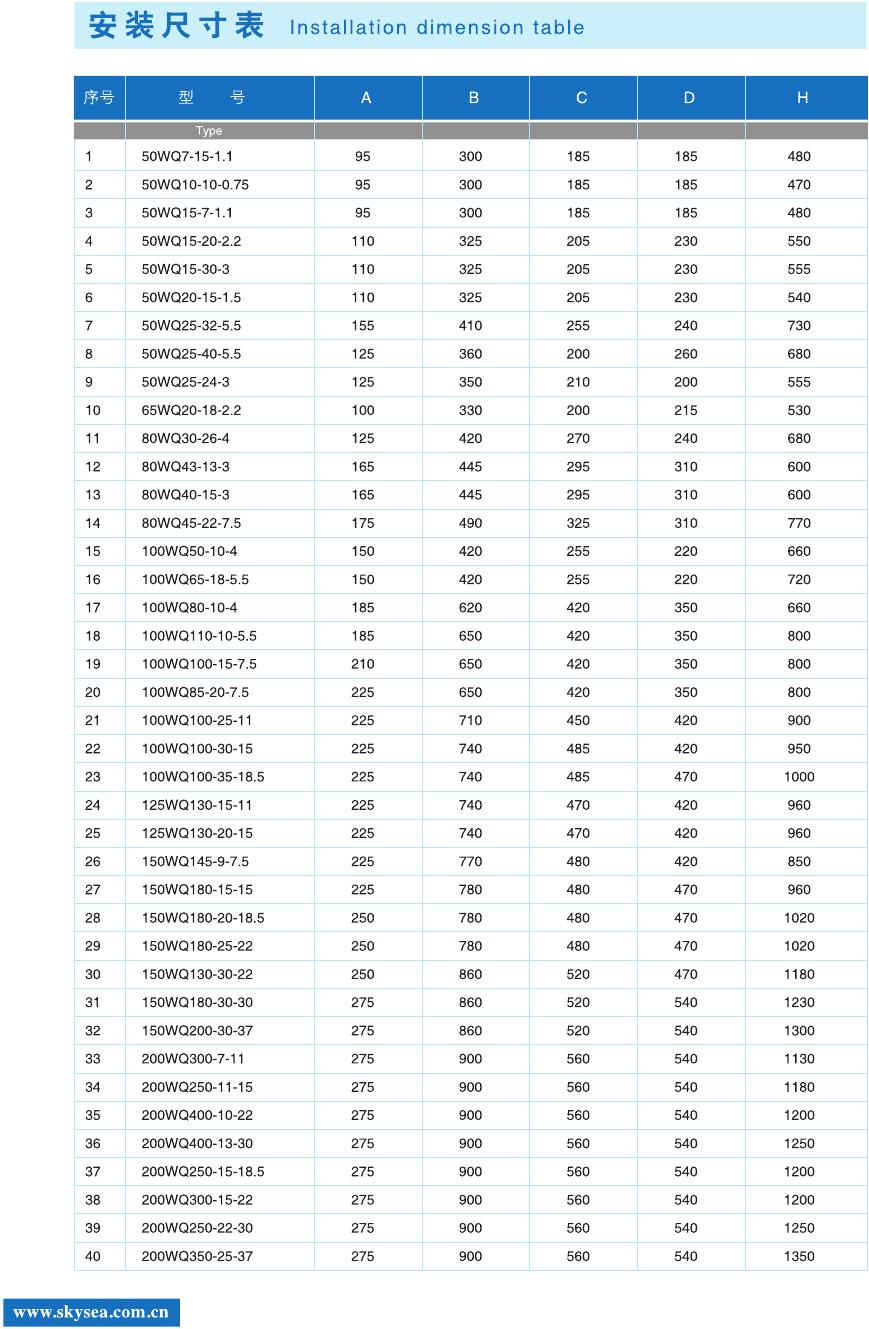 安装尺寸表 Installation dimension table
序号 型 号 A B C D H
Type
1 50WQ7-15-1.1 95 300 185 185 480
2 50WQ10-10-0.75 95 300 185 185 470
3 50WQ15-7-1.1 95 300 185 185 480
4 50WQ15-20-2.2 110 325 205 230 550
5 50WQ15-30-3 110 325 205 230 555
6 50WQ20-15-1.5 110 325 205 230 540
7 50WQ25-32-5.5 155 410 255 240 730
8 50WQ25-40-5.5 125 360 200 260 680
9 50WQ25-24-3 125 350 210 200 555
10 65WQ20-18-2.2 100 330 200 215 530
11 80WQ30-26-4 125 420 270 240 680
12 80WQ43-13-3 165 445 295 310 600
13 80WQ40-15-3 165 445 295 310 600
14 80WQ45-22-7.5 175 490 325 310 770
15 100WQ50-10-4 150 420 255 220 660
16 100WQ65-18-5.5 150 420 255 220 720
17 100WQ80-10-4 185 620 420 350 660
18 100WQ110-10-5.5 185 650 420 350 800
19 100WQ100-15-7.5 210 650 420 350 800
20 100WQ85-20-7.5 225 650 420 350 800
21 100WQ100-25-11 225 710 450 420 900
22 100WQ100-30-15 225 740 485 420 950
23 100WQ100-35-18.5 225 740 485 470 1000
24 125WQ130-15-11 225 740 470 420 960
25 125WQ130-20-15 225 740 470 420 960
26 150WQ145-9-7.5 225 770 480 420 850
27 150WQ180-15-15 225 780 480 470 960
28 150WQ180-20-18.5 250 780 480 470 1020
29 150WQ180-25-22 250 780 480 470 1020
30 150WQ130-30-22 250 860 520 470 1180
31 150WQ180-30-30 275 860 520 540 1230
32 150WQ200-30-37 275 860 520 540 1300
33 200WQ300-7-11 275 900 560 540 1130
34 200WQ250-11-15 275 900 560 540 1180
35 200WQ400-10-22 275 900 560 540 1200
36 200WQ400-13-30 275 900 560 540 1250
37 200WQ250-15-18.5 275 900 560 540 1200
38 200WQ300-15-22 275 900 560 540 1200
39 200WQ250-22-30 275 900 560 540 1250
40 200WQ350-25-37 275 900 560 540 1350
www.skysea.com.cn